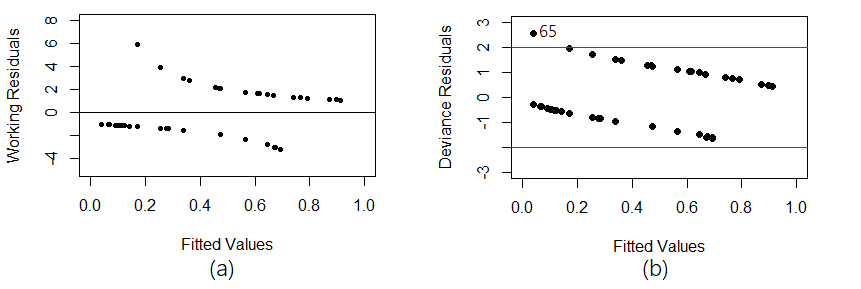 Working Residuals
8
6
4
2
0
-4
0.0 0.2 0.4 0.6 0.8 1.0
Fitted Values
(a)
Deviance Residuals
3
2
1
0
-1
-3
65
0.0 0.2 0.4 0.6 0.8 1.0
Fitted Values
(b)